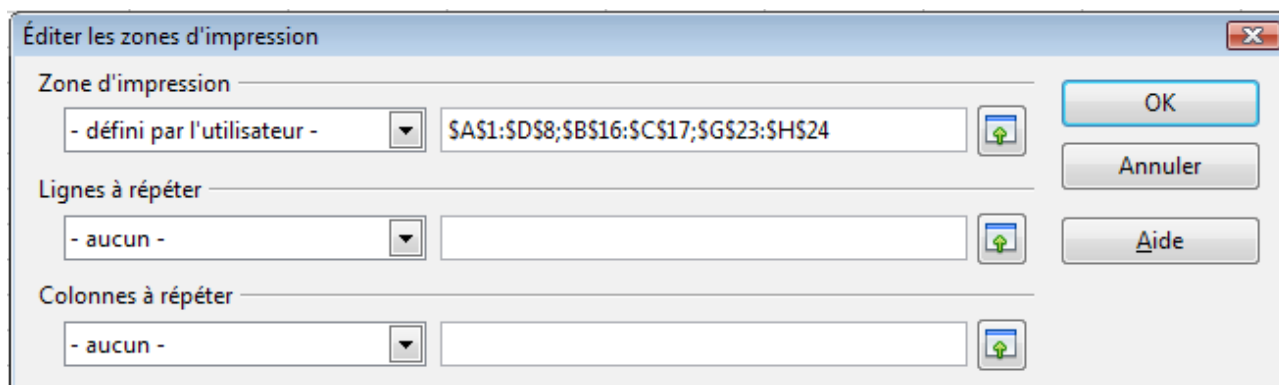 Éditer les zones d'impression
Zone d'impression
- défini par l'utilisateur -
$A$1:$D$8;$B$16:$C$17;$G$23:$H$24
OK
Annuler
Lignes à répéter
- aucun -
Aide
Colonnes à répéter
- aucun -